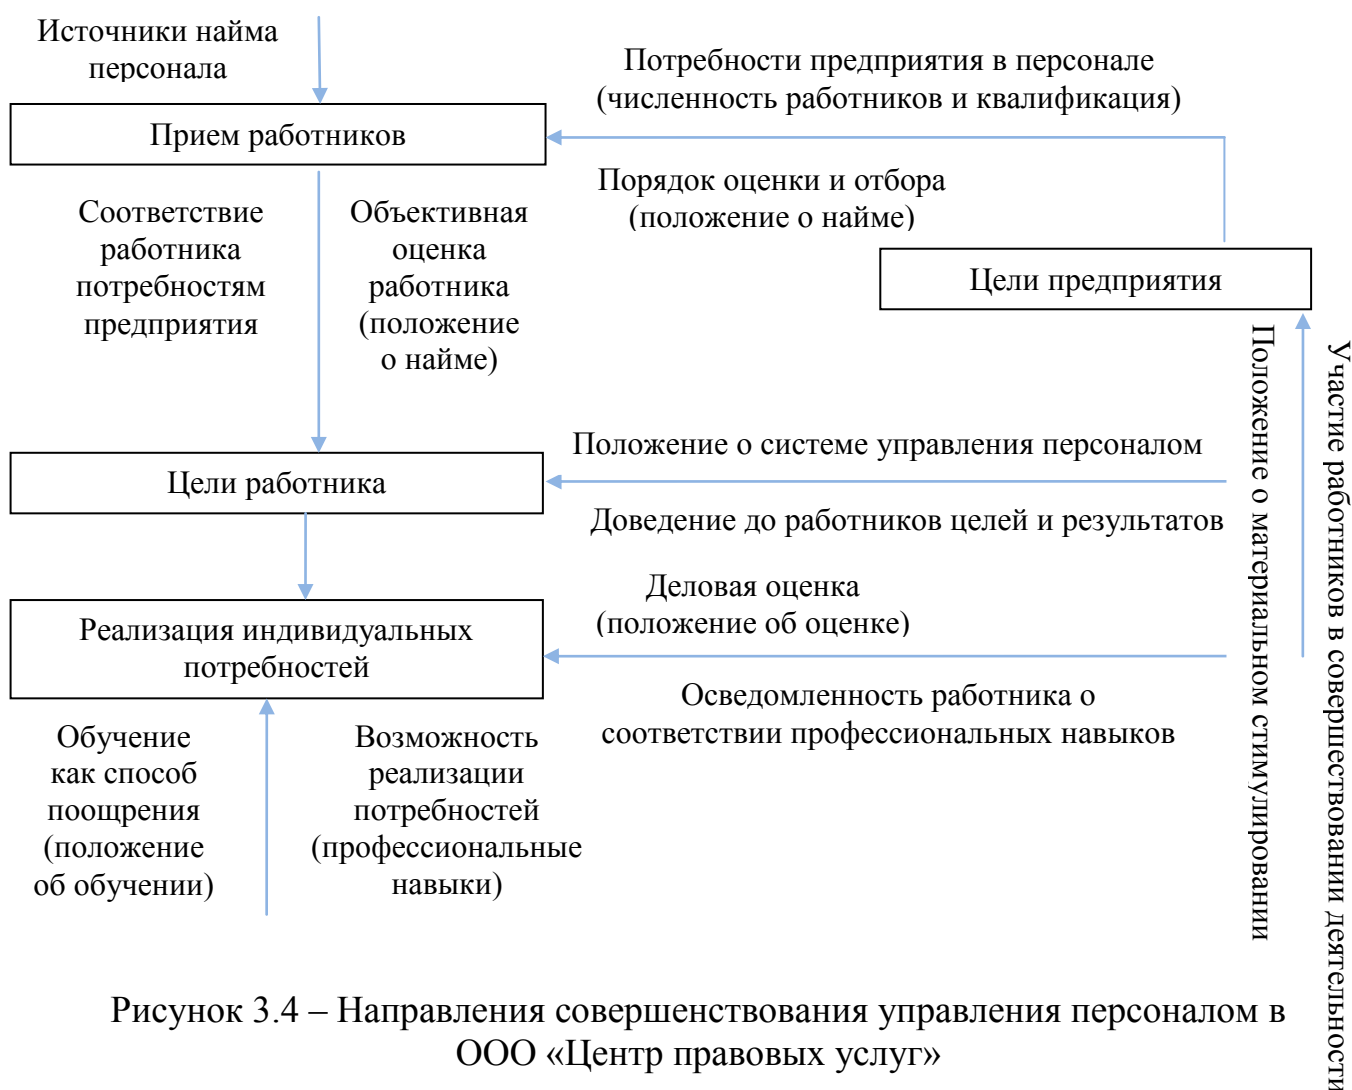 Источники найма
персонала
Потребности предприятия в персонале
(численность работников и квалификация)
Прием работников
Порядок оценки и отбора
(положение о найме)
Соответствие
работника
потребностям
предприятия
Объективная
оценка
работника
(положение
о найме)
Цели предприятия
Положение о системе управления персоналом
Цели работника
Доведение до работников целей и результатов
Деловая оценка
(положение об оценке)
Реализация индивидуальных
потребностей
Осведомленность работника о
соответствии профессиональных навыков
Обучение
как способ
поощрения
(положение
об обучении)
Возможность
реализации
потребностей
(профессиональные
навыки)
Положение о материальном стимулировании
Участие работников в совершествовании деятельности
Рисунок 3.4 – Направления совершенствования управления персоналом в
ООО «Центр правовых услуг»